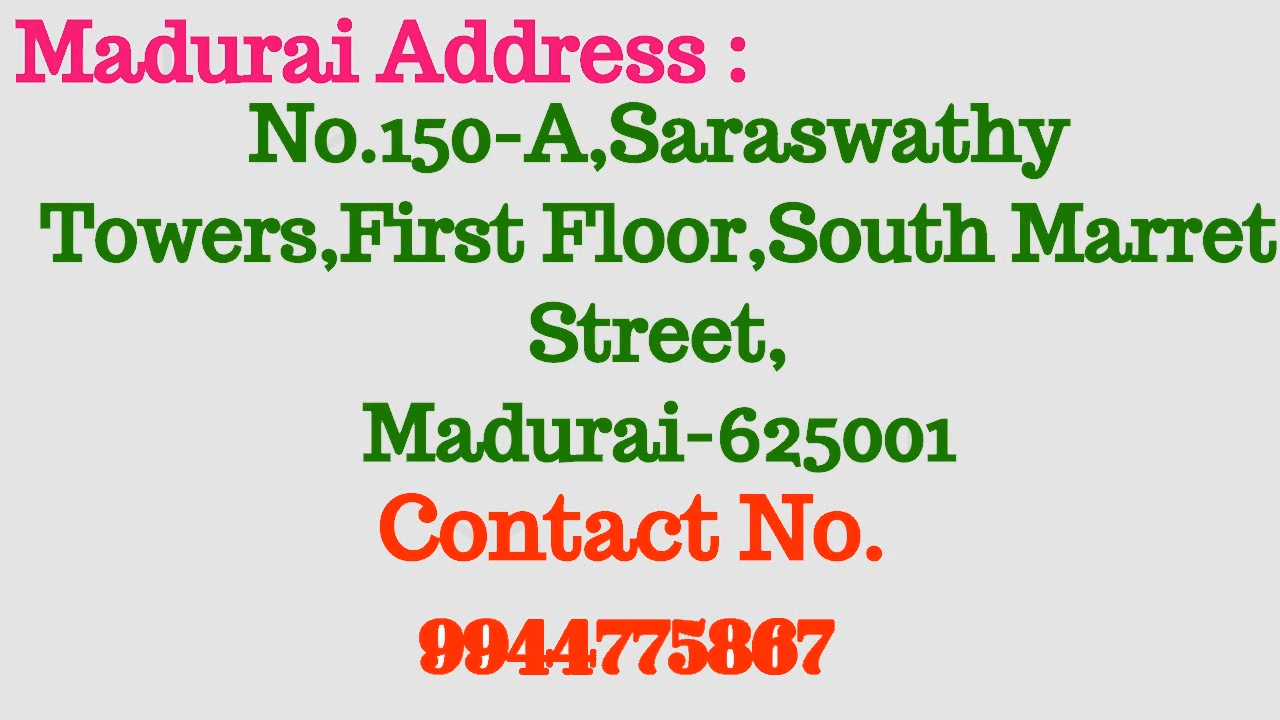 Madurai Address :
No.150-A,Saraswathy
Towers,First Floor,South Marret
Street,
Madurai-625001
Contact No.
9944775867